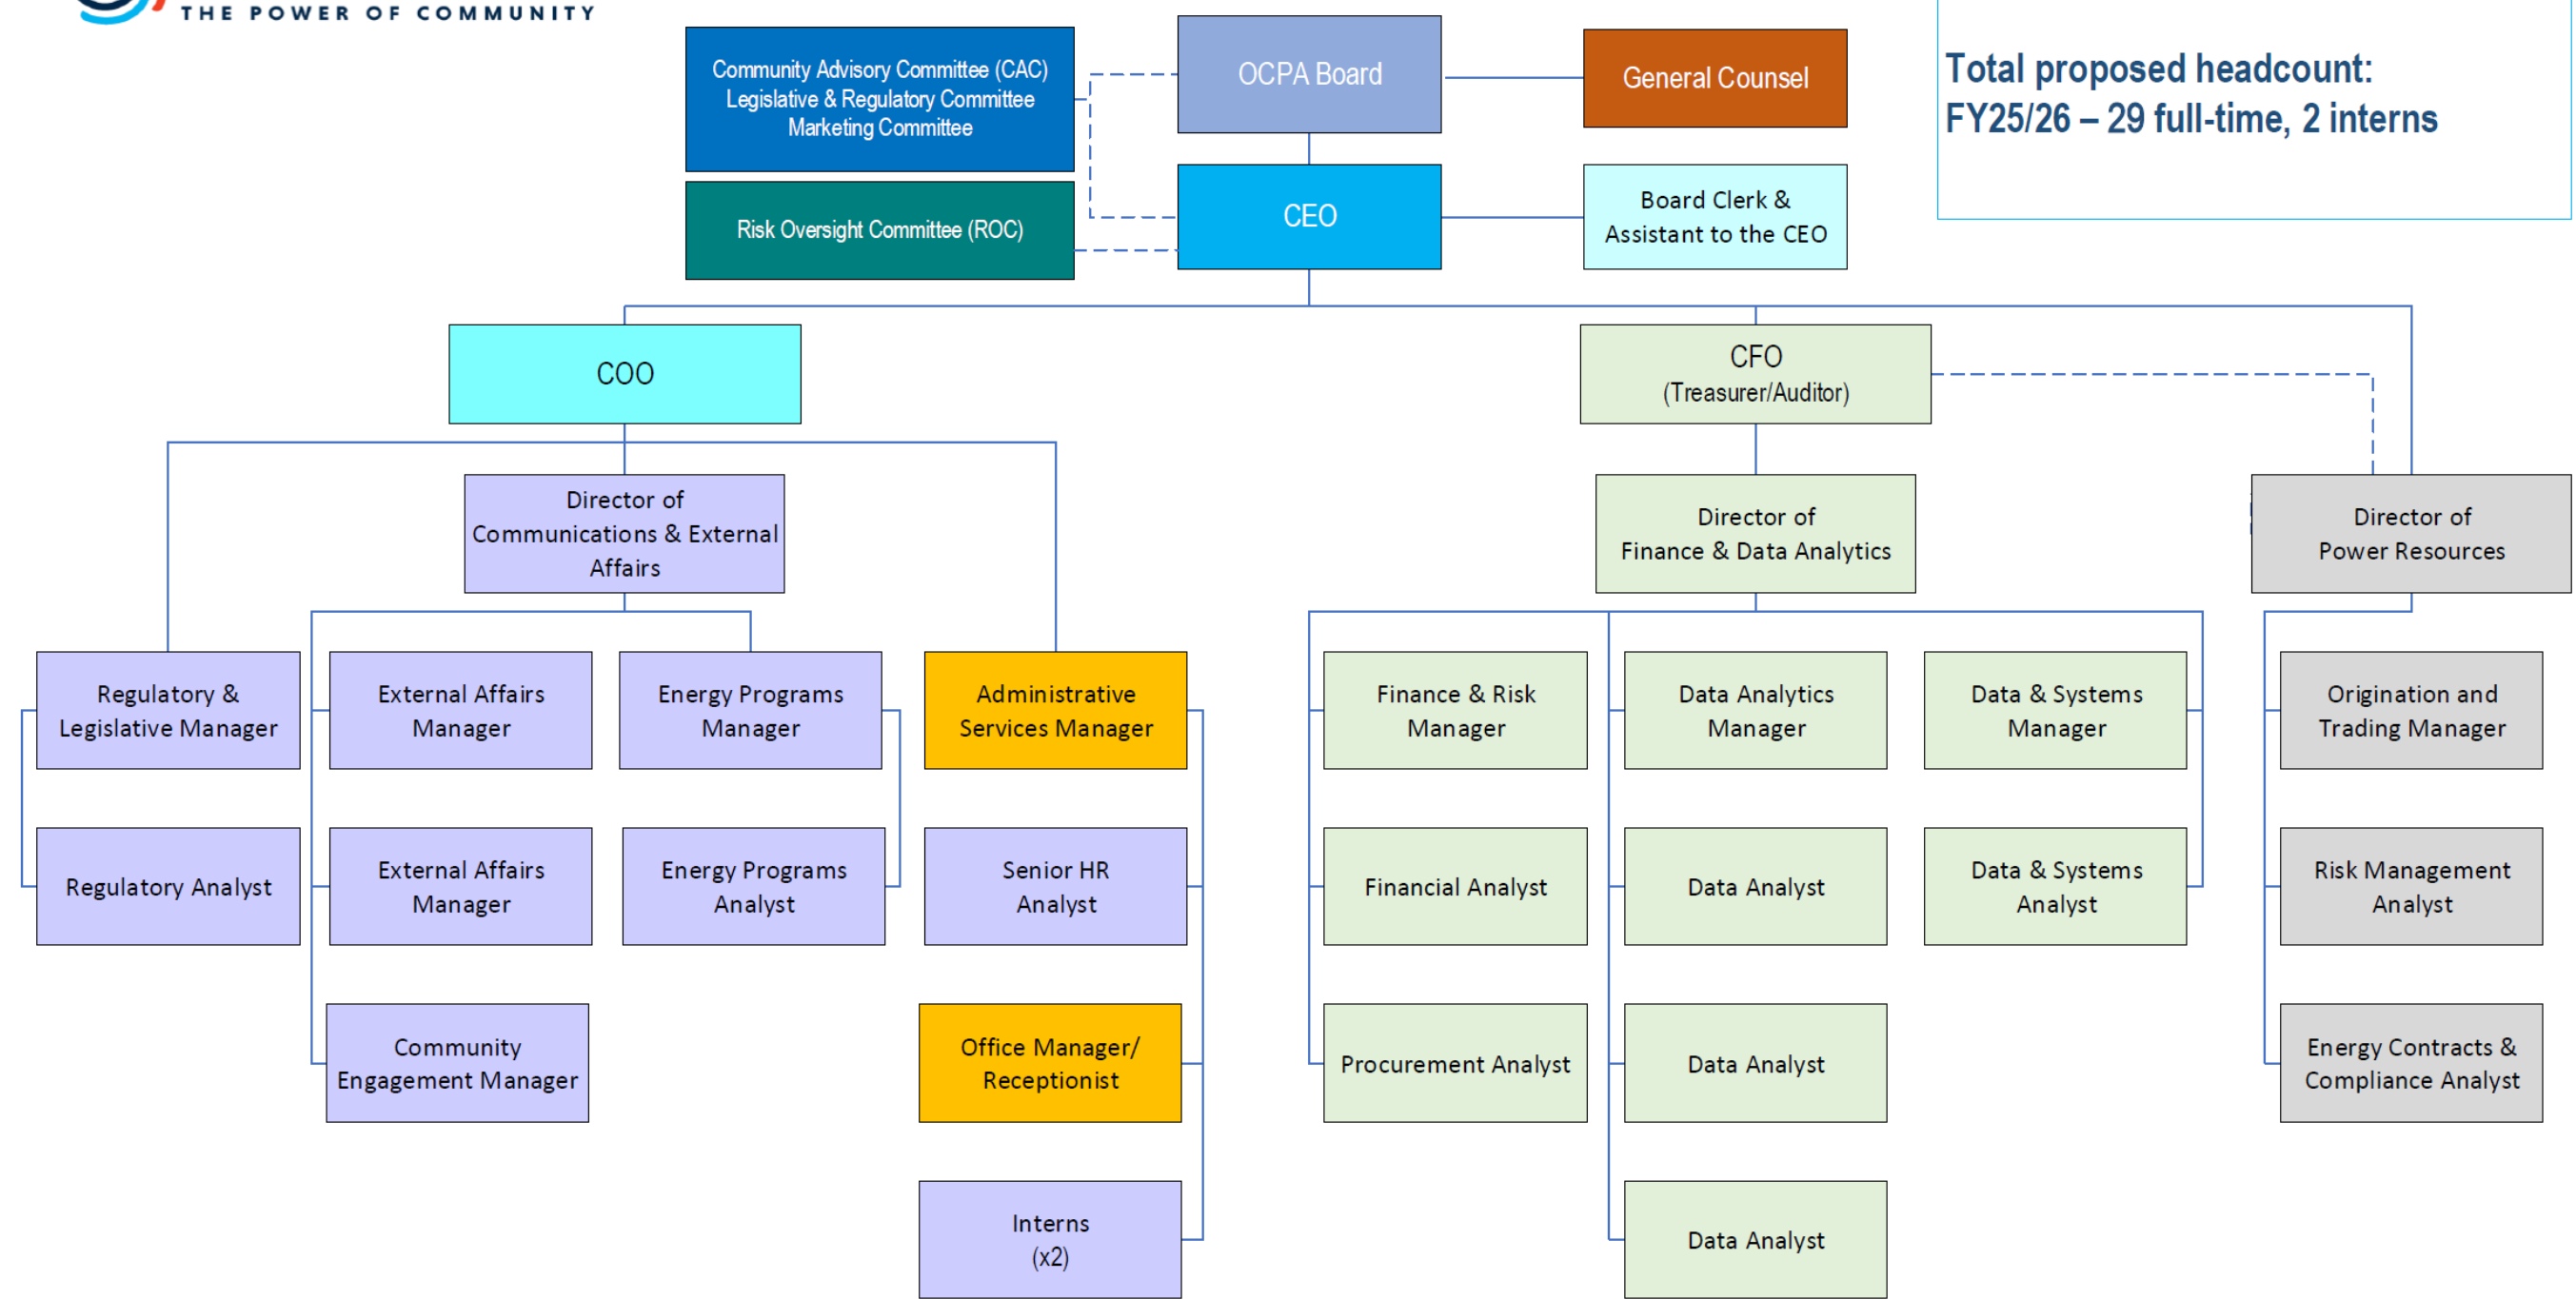 THE POWER OF COMMUNITY
Community Advisory Committee (CAC)
Legislative & Regulatory Committee
Marketing Committee
OCPA Board
General Counsel
Total proposed headcount:
FY25/26 – 29 full-time, 2 interns
Risk Oversight Committee (ROC)
CEO
Board Clerk &
Assistant to the CEO
COO
CFO
(Treasurer/Auditor)
Director of
Communications & External
Affairs
Director of
Finance & Data Analytics
Director of
Power Resources
Regulatory &
Legislative Manager
External Affairs
Manager
Energy Programs
Manager
Administrative
Services Manager
Finance & Risk
Manager
Data Analytics
Manager
Data & Systems
Manager
Origination and
Trading Manager
Regulatory Analyst
External Affairs
Manager
Energy Programs
Analyst
Senior HR
Analyst
Financial Analyst
Data Analyst
Data & Systems
Analyst
Risk Management
Analyst
Community
Engagement Manager
Office Manager/
Receptionist
Procurement Analyst
Data Analyst
Energy Contracts &
Compliance Analyst
Interns
(x2)
Data Analyst